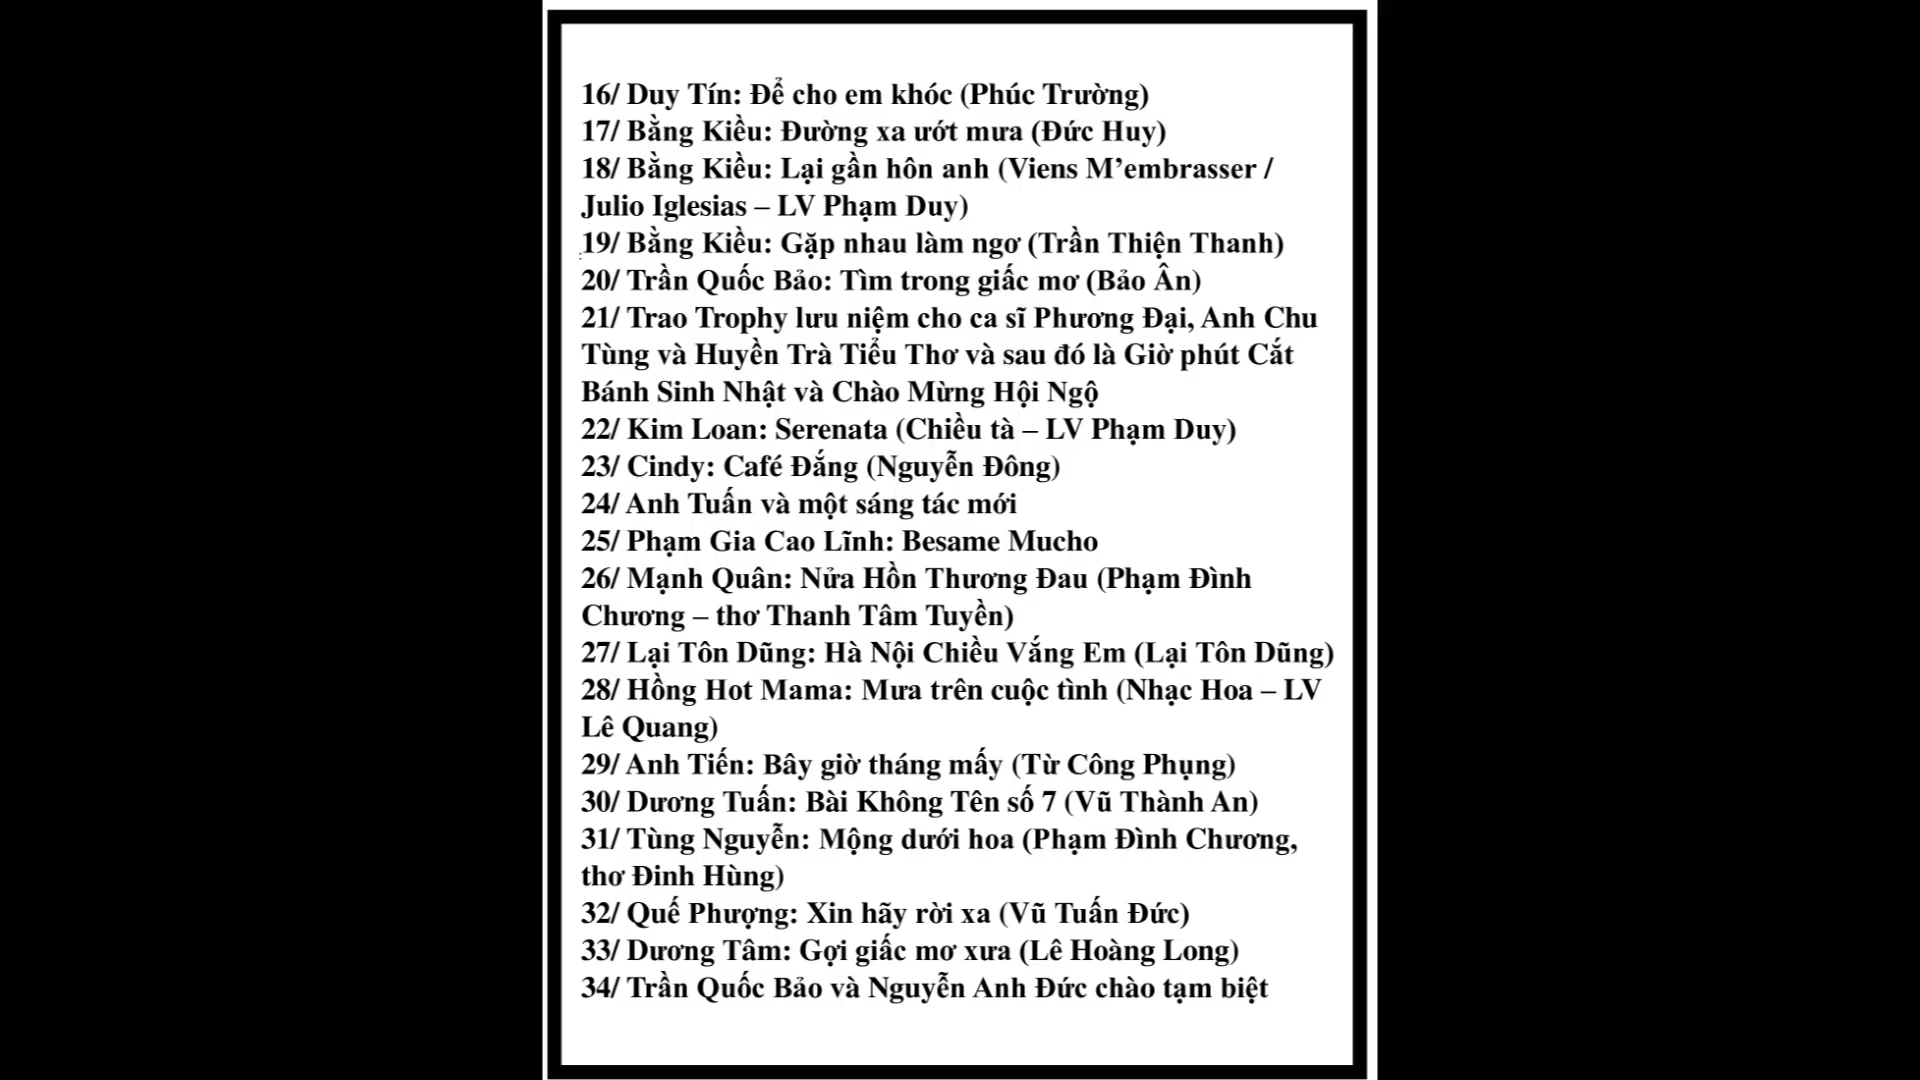 16/ Duy Tín: Để cho em khóc (Phúc Trường)
17/ Bằng Kiều: Đường xa ướt mưa (Đức Huy)
18/ Bằng Kiều: Lại gần hôn anh (Viens M’embrasser /
Julio Iglesias – LV Phạm Duy)
19/ Bằng Kiều: Gặp nhau làm ngơ (Trần Thiện Thanh)
20/ Trần Quốc Bảo: Tìm trong giấc mơ (Bảo Ân)
21/ Trao Trophy lưu niệm cho ca sĩ Phương Đại, Anh Chu
Tùng và Huyền Trà Tiểu Thơ và sau đó là Giờ phút Cắt
Bánh Sinh Nhật và Chào Mừng Hội Ngộ
22/ Kim Loan: Serenata (Chiều tà – LV Phạm Duy)
23/ Cindy: Café Đắng (Nguyễn Đông)
24/ Anh Tuấn và một sáng tác mới
25/ Phạm Gia Cao Lĩnh: Besame Mucho
26/ Mạnh Quân: Nửa Hồn Thương Đau (Phạm Đình
Chương – thơ Thanh Tâm Tuyền)
27/ Lại Tôn Dũng: Hà Nội Chiều Vắng Em (Lại Tôn Dũng)
28/ Hồng Hot Mama: Mưa trên cuộc tình (Nhạc Hoa – LV
Lê Quang)
29/ Anh Tiến: Bây giờ tháng mấy (Từ Công Phụng)
30/ Dương Tuấn: Bài Không Tên số 7 (Vũ Thành An)
31/ Tùng Nguyễn: Mộng dưới hoa (Phạm Đình Chương,
thơ Đinh Hùng)
32/ Quế Phượng: Xin hãy rời xa (Vũ Tuấn Đức)
33/ Dương Tâm: Gợi giấc mơ xưa (Lê Hoàng Long)
34/ Trần Quốc Bảo và Nguyễn Anh Đức chào tạm biệt